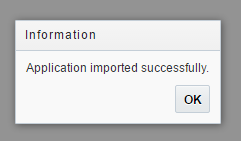 Information
Application imported successfully.
OK